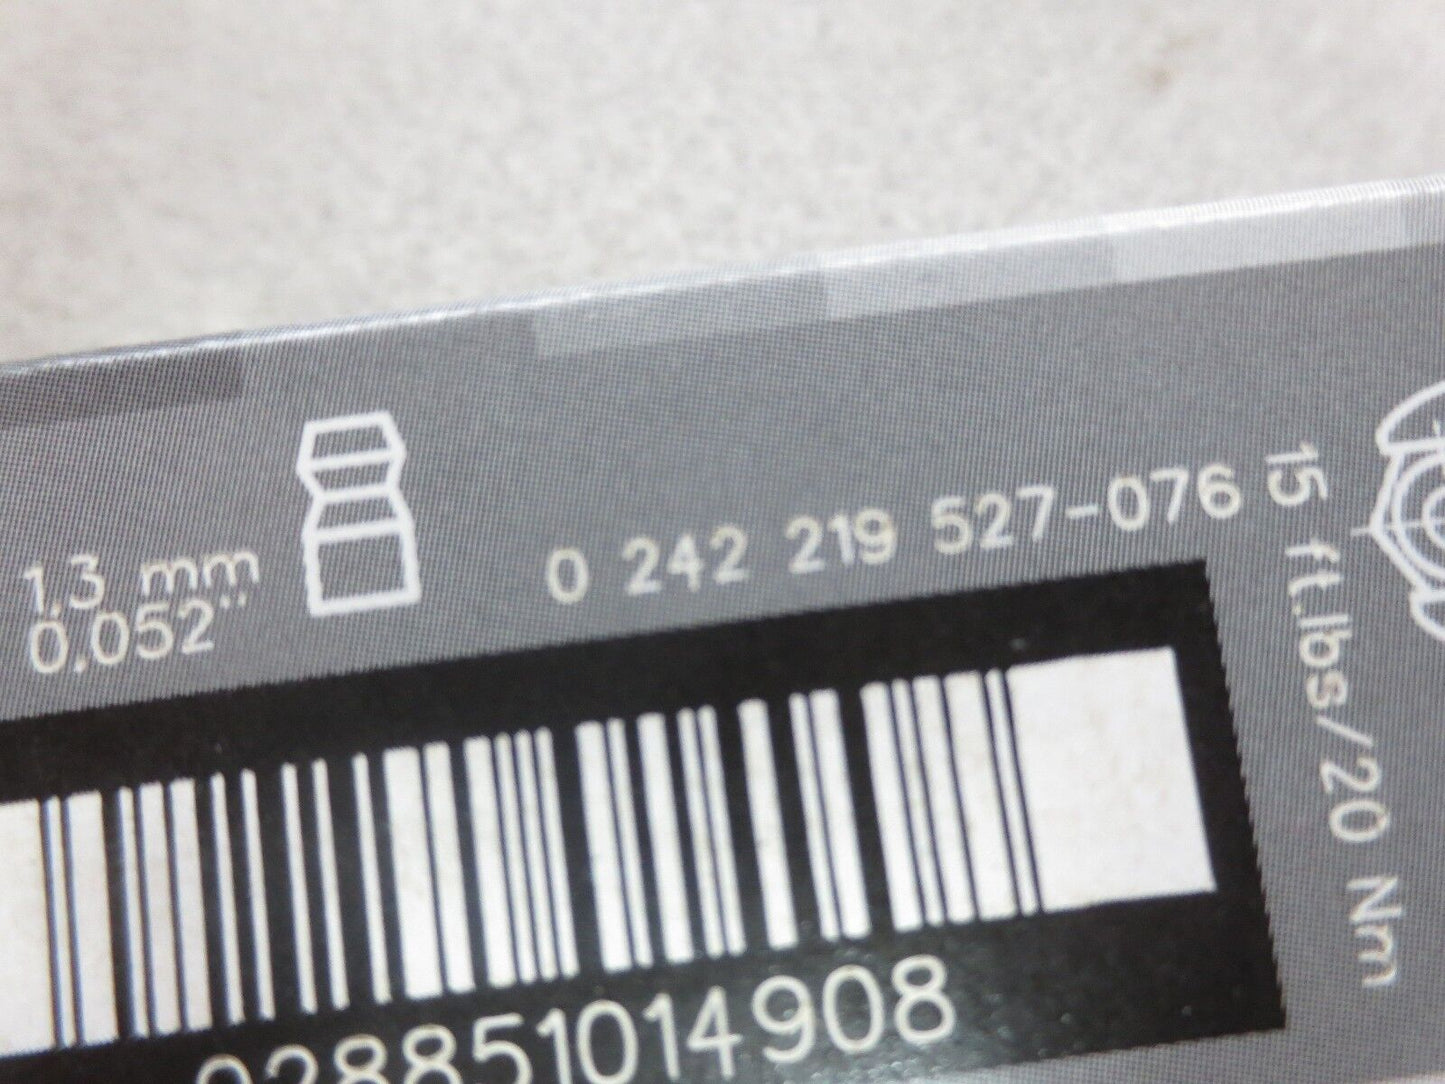 1.3 mm
0,052"
0 242 219 527-076
15 ft.lbs/20 Nm
028851014908